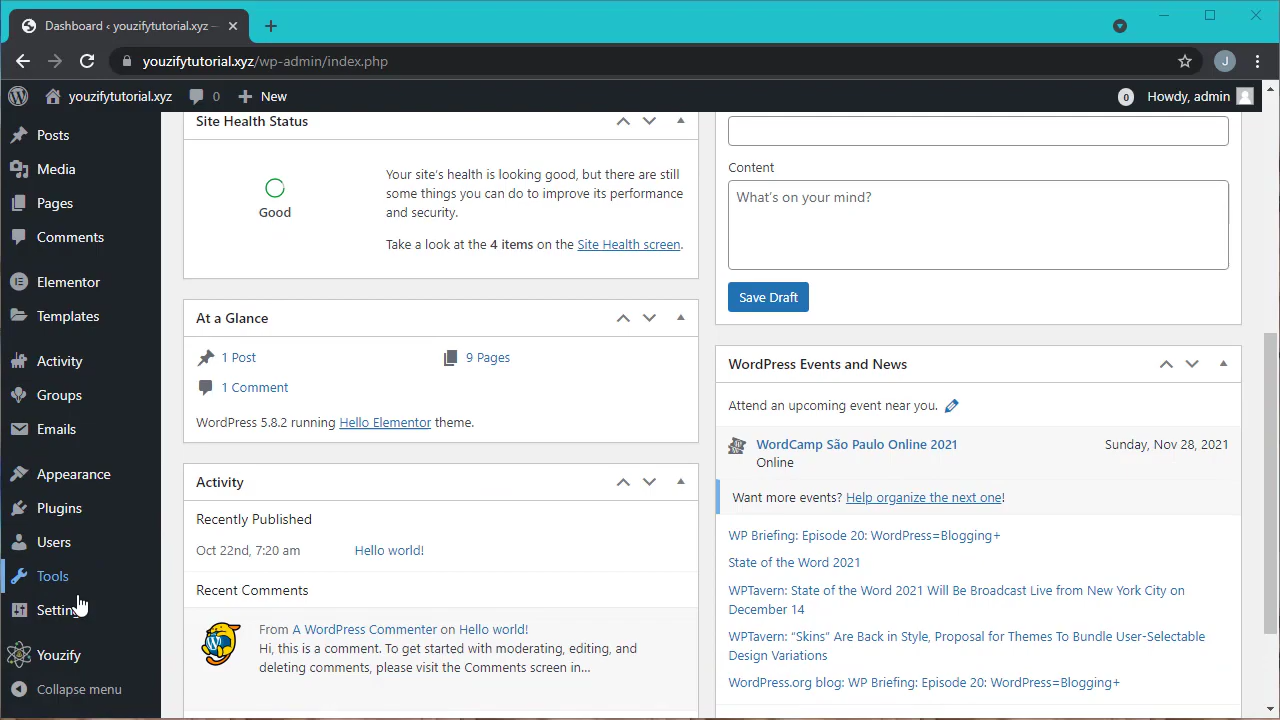 Dashboard ‹ youzifytutorial.xyz –
youzifytutorial.xyz/wp-admin/index.php
J
youzifytutorial.xyz
0
New
0
Howdy, admin
Posts
Media
Pages
Comments
Elementor
Templates
Activity
Groups
Emails
Appearance
Plugins
Users
Tools
Youzify
Collapse menu
Site Health Status
Good
Your site's health is looking good, but there are still
some things you can do to improve its performance
and security.
Take a look at the 4 items on the Site Health screen.
At a Glance
1 Post
9 Pages
1 Comment
WordPress 5.8.2 running Hello Elementor theme.
Activity
Recently Published
Oct 22nd, 7:20 am
Hello world!
Recent Comments
From A WordPress Commenter on Hello world!
Hi, this is a comment. To get started with moderating, editing, and
deleting comments, please visit the Comments screen in…
Content
What's on your mind?
Save Draft
WordPress Events and News
Attend an upcoming event near you.
WordCamp São Paulo Online 2021
Sunday, Nov 28, 2021
Online
Want more events? Help organize the next one!
WP Briefing: Episode 20: WordPress=Blogging+
State of the Word 2021
WPTavern: State of the Word 2021 Will Be Broadcast Live from New York City on
December 14
WPTavern: “Skins” Are Back in Style, Proposal for Themes To Bundle User-Selectable
Design Variations
WordPress.org blog: WP Briefing: Episode 20: WordPress=Blogging+